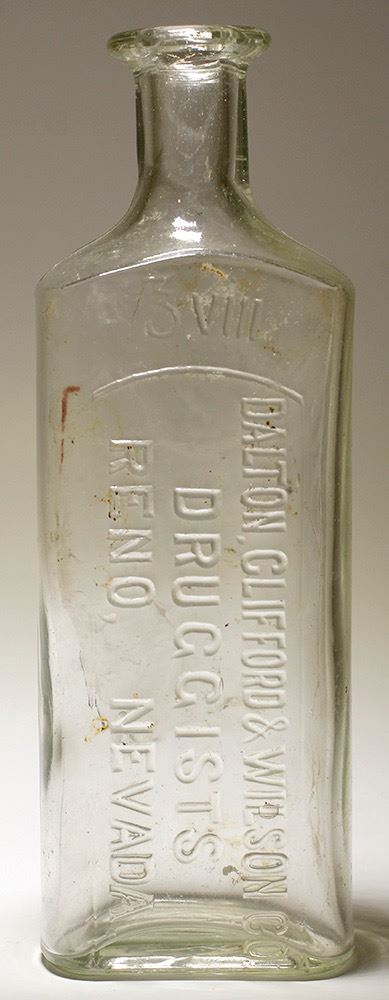 ℥VIII
DALTON, CLIFFORD & WILSON CO.
DRUGGISTS
RENO, NEVADA